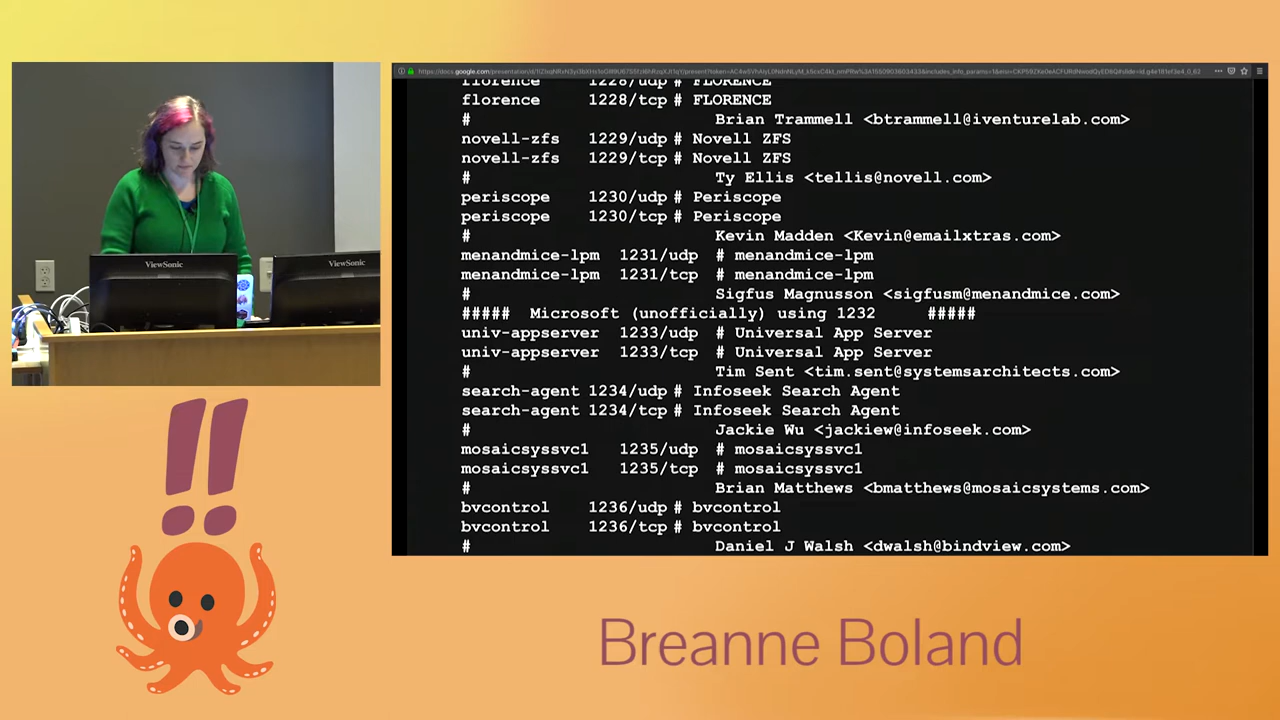 florence 1228/udp # FLORENCE
florence 1228/tcp # FLORENCE
# Brian Trammell <btrammell@iventurelab.com>
novell-zfs 1229/udp # Novell ZFS
novell-zfs 1229/tcp # Novell ZFS
# Ty Ellis <tellis@novell.com>
periscope 1230/udp # Periscope
periscope 1230/tcp # Periscope
# Kevin Madden <Kevin@emailxtras.com>
menandmice-lpm 1231/udp # menandmice-lpm
menandmice-lpm 1231/tcp # menandmice-lpm
# Sigfus Magnusson <sigfusm@menandmice.com>
##### Microsoft (unofficially) using 1232 #####
univ-appserver 1233/udp # Universal App Server
univ-appserver 1233/tcp # Universal App Server
# Tim Sent <tim.sent@systemsarchitects.com>
search-agent 1234/udp # Infoseek Search Agent
search-agent 1234/tcp # Infoseek Search Agent
# Jackie Wu <jackiew@infoseek.com>
mosaicsyssvc1 1235/udp # mosaicsyssvc1
mosaicsyssvc1 1235/tcp # mosaicsyssvc1
# Brian Matthews <bmatthews@mosaicsystems.com>
bvcontrol 1236/udp # bvcontrol
bvcontrol 1236/tcp # bvcontrol
# Daniel J Walsh <dwalsh@bindview.com>
ViewSonic
ViewSonic
!!
Breanne Boland